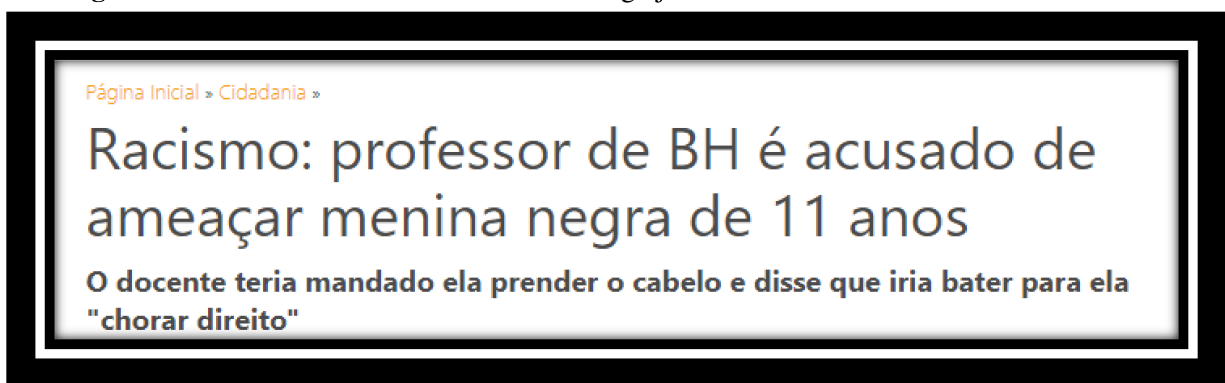 Página Inicial » Cidadania »
Racismo: professor de BH é acusado de
ameaçar menina negra de 11 anos
O docente teria mandado ela prender o cabelo e disse que iria bater para ela
"chorar direito"